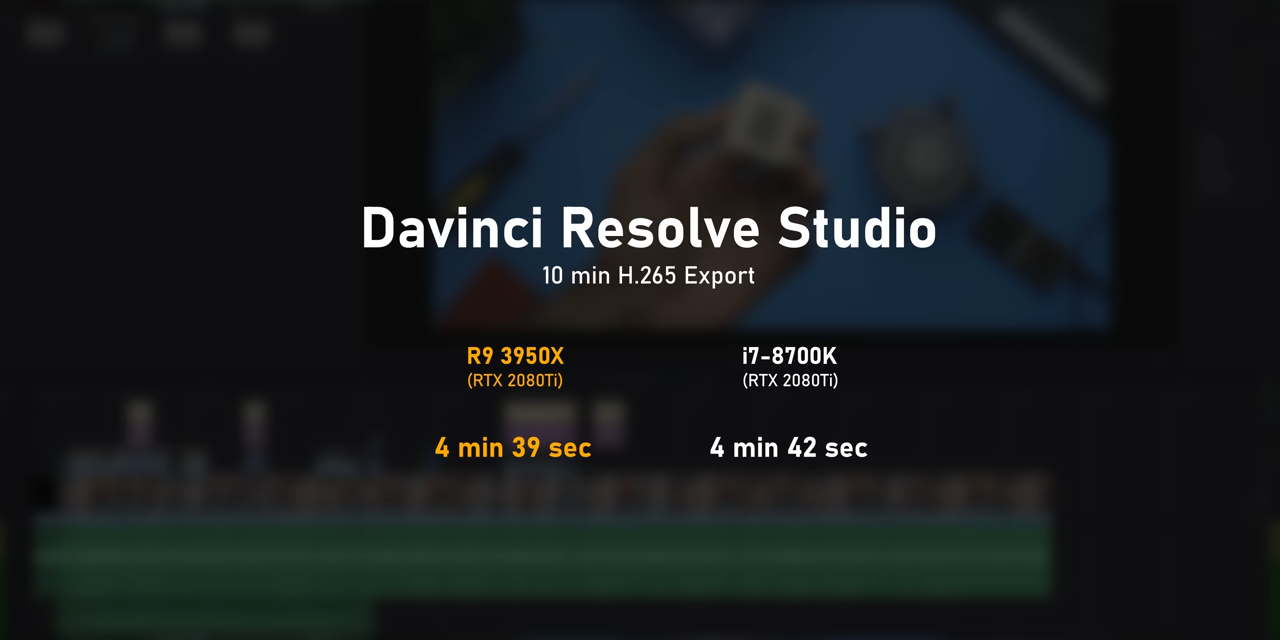 Davinci Resolve Studio
10 min H.265 Export
R9 3950X
(RTX 2080Ti)
4 min 39 sec
i7-8700K
(RTX 2080Ti)
4 min 42 sec